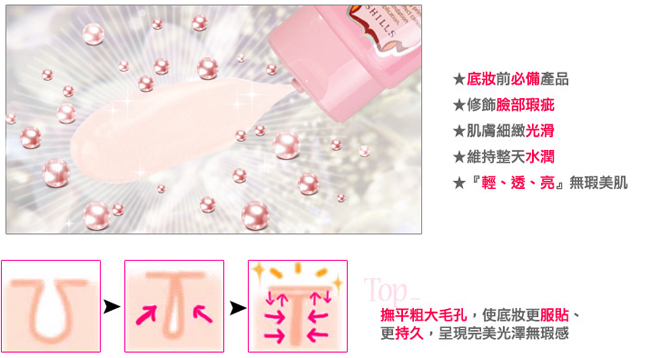 SHILLS
★底妝前必備產品
★修飾臉部瑕疵
★肌膚細緻光滑
★維持整天水潤
★『輕、透、亮』無瑕美肌
Top
撫平粗大毛孔，使底妝更服貼、
更持久，呈現完美光澤無瑕感